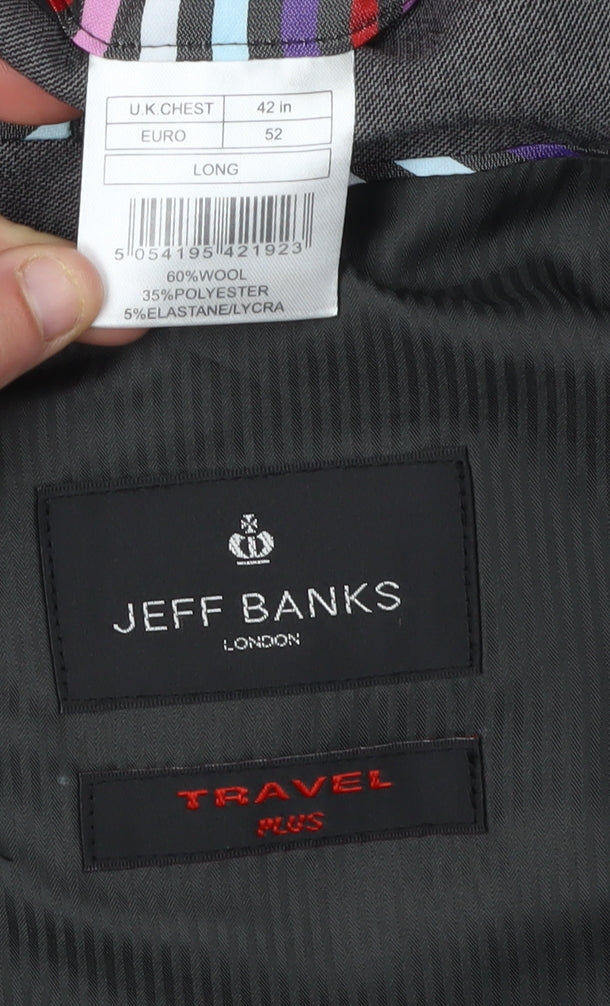 U.K.CHEST 42 in
EURO 52
LONG
5 054195 421923
60%WOOL
35%POLYESTER
5%ELASTANE/LYCRA
JEFF BANKS
LONDON
TRAVEL
PLUS